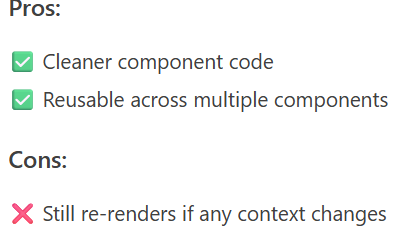 Pros:
✅ Cleaner component code
✅ Reusable across multiple components
Cons:
❌ Still re-renders if any context changes